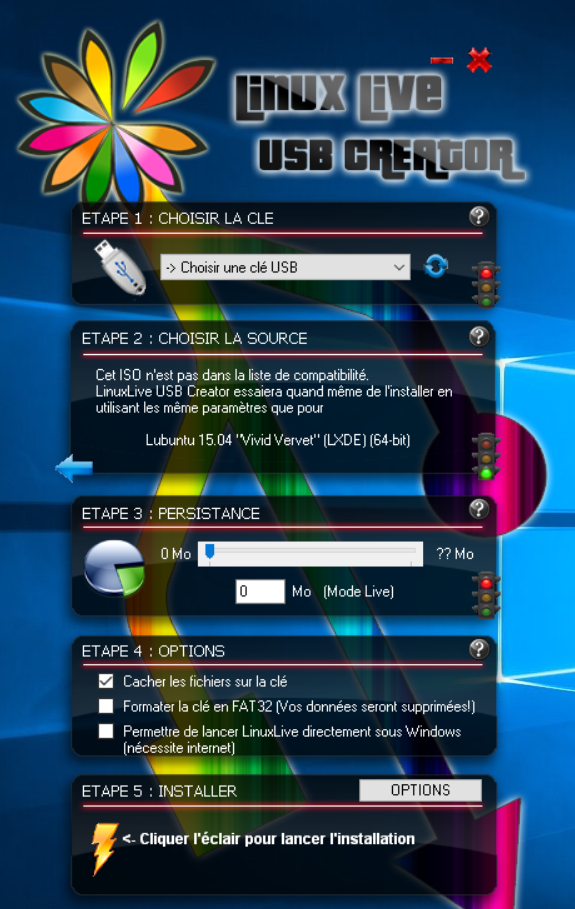 LINUX LIVE
USB CREATOR
ETAPE 1 : CHOISIR LA CLE
?
-> Choisir une clé USB
ETAPE 2 : CHOISIR LA SOURCE
?
Cet ISO n'est pas dans la liste de compatibilité.
LinuxLive USB Creator essaiera quand même de l'installer en
utilisant les même paramètres que pour
Lubuntu 15.04 "Vivid Vervet" (LXDE) (64-bit)
ETAPE 3 : PERSISTANCE
?
0 Mo
?? Mo
0 Mo (Mode Live)
ETAPE 4 : OPTIONS
?
Cacher les fichiers sur la clé
Formater la clé en FAT32 (Vos données seront supprimées!)
Permettre de lancer LinuxLive directement sous Windows
(nécessite internet)
ETAPE 5 : INSTALLER
OPTIONS
<- Cliquer l'éclair pour lancer l'installation